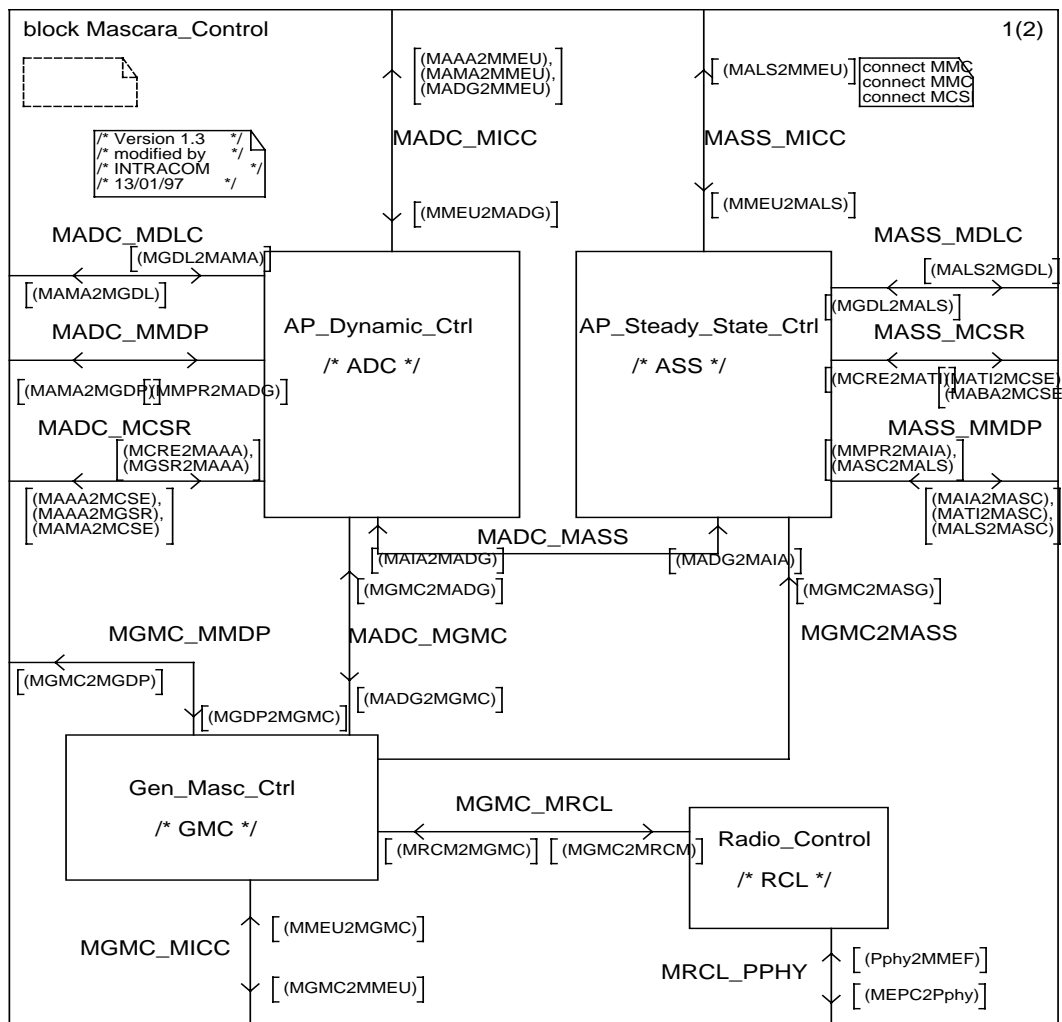 block Mascara_Control
1(2)
(MAAA2MMEU),
(MAMA2MMEU),
(MADG2MMEU)
(MALS2MMEU)
connect MMC
connect MMC
connect MCS
/* Version 1.3 */
/* modified by */
/* INTRACOM */
/* 13/01/97 */
MADC_MICC
MASS_MICC
(MMEU2MADG)
(MMEU2MALS)
MADC_MDLC
(MGDL2MAMA)
(MAMA2MGDL)
MASS_MDLC
(MALS2MGDL)
(MGDL2MALS)
AP_Dynamic_Ctrl
/* ADC */
AP_Steady_State_Ctrl
/* ASS */
MADC_MMDP
(MAMA2MGDP)
(MMPR2MADG)
MASS_MCSR
(MCRE2MATI)
(MATI2MCSE)
(MABA2MCSE
MADC_MCSR
(MCRE2MAAA),
(MGSR2MAAA)
(MAAA2MCSE),
(MAAA2MGSR),
(MAMA2MCSE)
MASS_MMDP
(MMPR2MAIA),
(MASC2MALS)
(MAIA2MASC),
(MATI2MASC),
(MALS2MASC)
MADC_MASS
(MAIA2MADG)
(MADG2MAIA)
(MGMC2MADG)
(MGMC2MASG)
MGMC_MMDP
MADC_MGMC
MGMC2MASS
(MGMC2MGDP)
(MADG2MGMC)
(MGDP2MGMC)
Gen_Masc_Ctrl
/* GMC */
MGMC_MRCL
(MRCM2MGMC)
(MGMC2MRCM)
Radio_Control
/* RCL */
MGMC_MICC
(MMEU2MGMC)
(MGMC2MMEU)
MRCL_PPHY
(Pphy2MMEF)
(MEPC2Pphy)